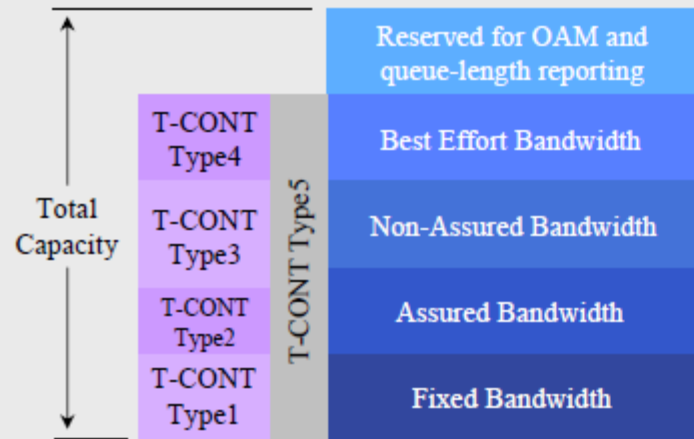 Reserved for OAM and
queue-length reporting
T-CONT
Type4
Best Effort Bandwidth
Total
Capacity
T-CONT
Type3
T-CONT Type5
Non-Assured Bandwidth
T-CONT
Type2
Assured Bandwidth
T-CONT
Type1
Fixed Bandwidth